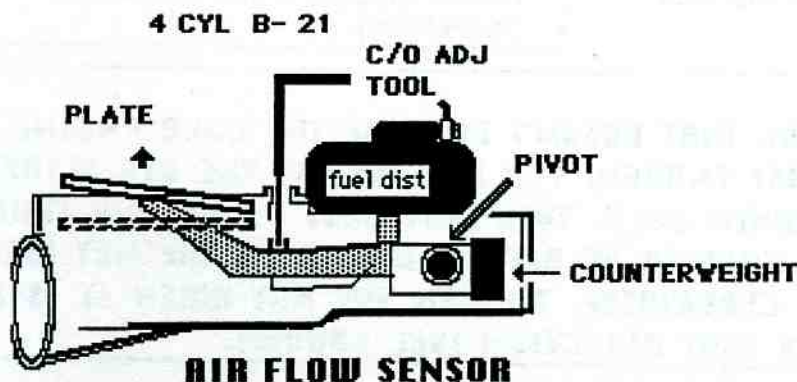 4 CYL B-21
C/O ADJ
TOOL
PLATE
fuel dist
PIVOT
COUNTERWEIGHT
AIR FLOW SENSOR